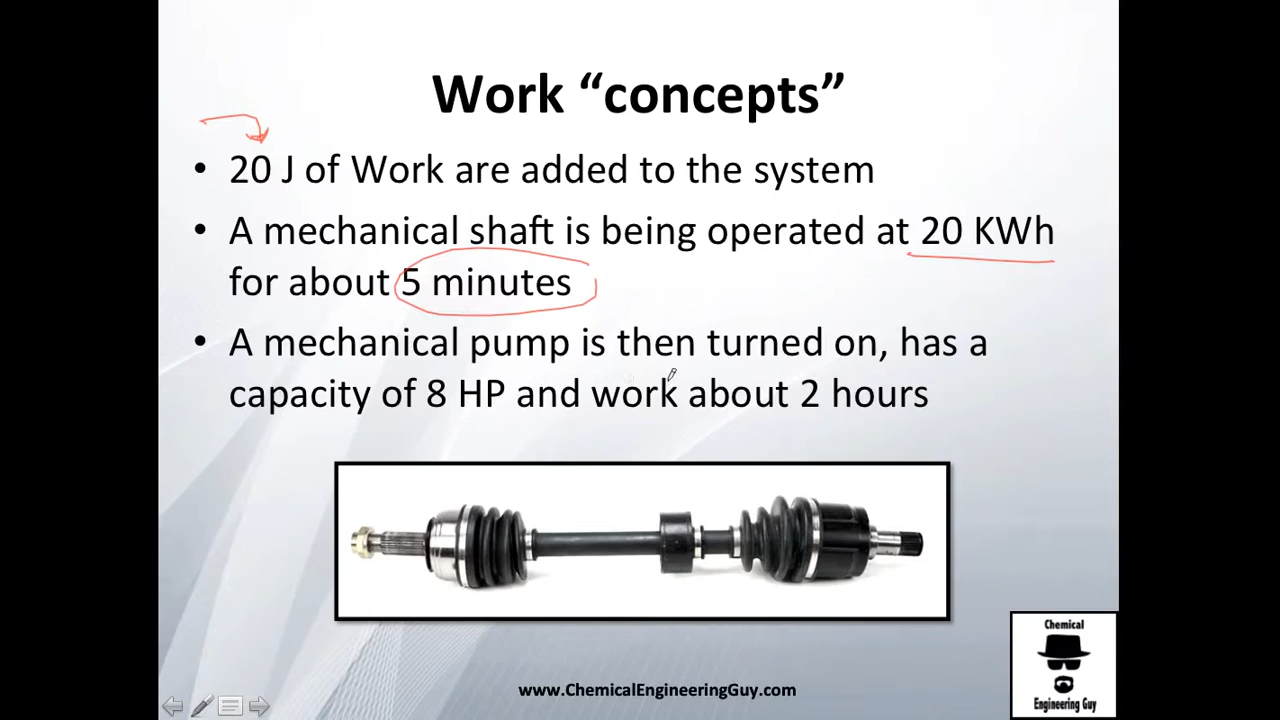 Work “concepts”
• 20 J of Work are added to the system
• A mechanical shaft is being operated at 20 KWh
for about 5 minutes
• A mechanical pump is then turned on, has a
capacity of 8 HP and work about 2 hours
www.ChemicalEngineeringGuy.com
Chemical
Engineering Guy